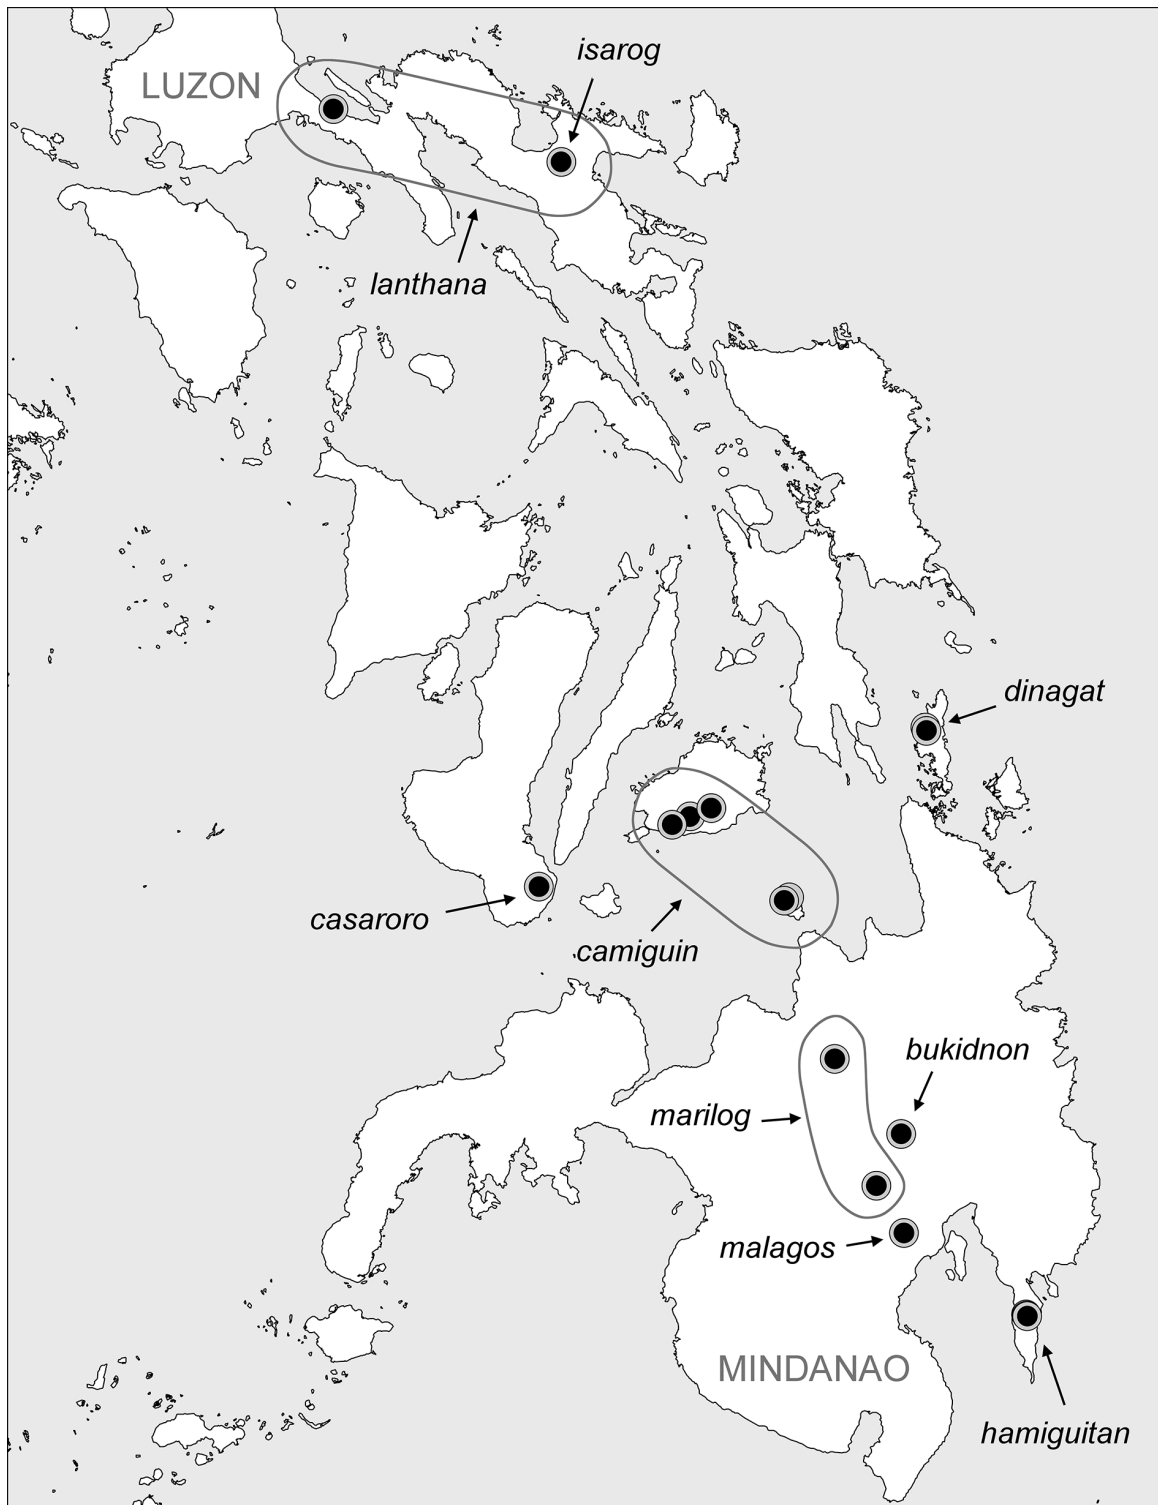 isarog
LUZON
lanthana
dinagat
casaroro
camiguin
bukidnon
marilog
malagos
MINDANAO
hamiguitan